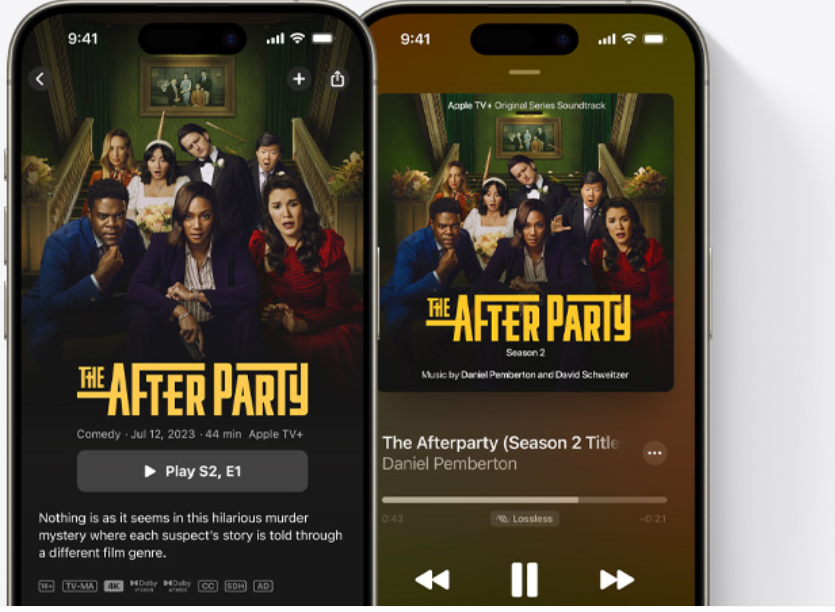 9:41
THE
AFTER PARTY
Comedy · Jul 12, 2023 · 44 min Apple TV+
Play S2, E1
Nothing is as it seems in this hilarious murder
mystery where each suspect's story is told through
a different film genre.
18+ TV-MA 4K Dolby VISION Dolby ATMOS CC SDH AD
9:41
Apple TV+ Original Series Soundtrack
THE
AFTER PARTY
Season 2
Music by Daniel Pemberton and David Schweitzer
The Afterparty (Season 2 Title
Daniel Pemberton
0:42 Lossless -0:21